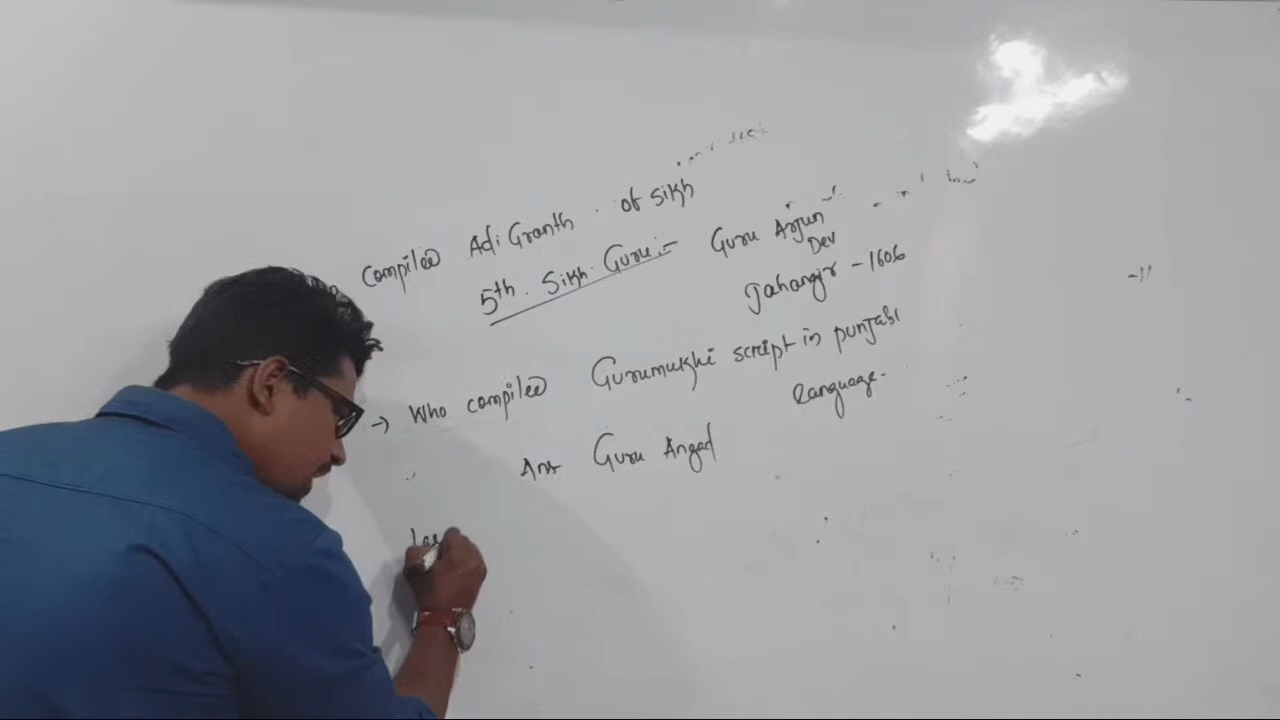 Compiled Adi Granth . of Sikh
5th . Sikh Guru :- Guru Arjun
Dev
Jahangir - 1606
→ Who compiled Gurumukhi script in punjabi
language.
Ans Guru Angad